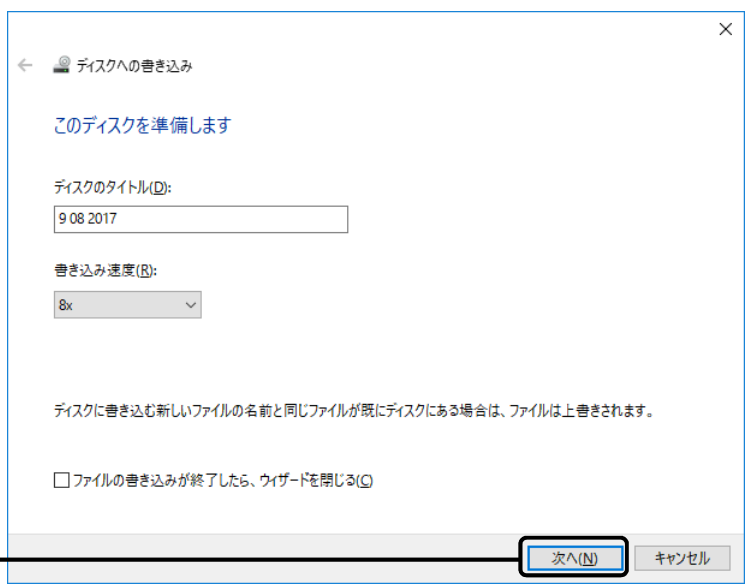 ディスクへの書き込み
このディスクを準備します
ディスクのタイトル(D):
9 08 2017
書き込み速度(R):
8x
ディスクに書き込む新しいファイルの名前と同じファイルが既にディスクにある場合は、ファイルは上書きされます。
ファイルの書き込みが終了したら、ウィザードを閉じる(C)
次へ(N) キャンセル